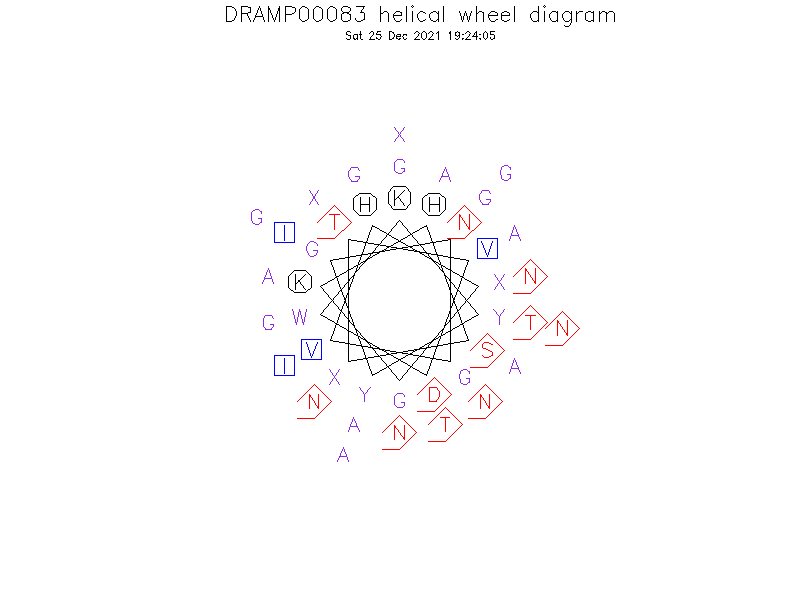 DRAMP00083 helical wheel diagram
Sat 25 Dec 2021 19:24:05
X
G G A G
X H K H G
G I T N A
G V
A K X N
G W Y T N
I V S A
X G
N Y G D N
A N T
A